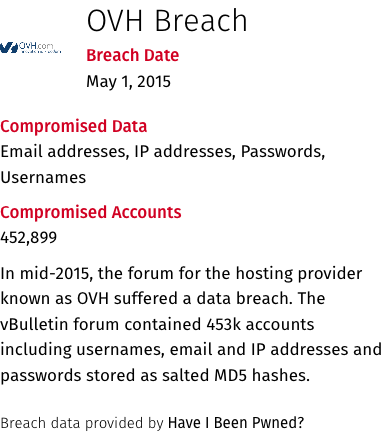 OVH Breach
OVH.com
Breach Date
May 1, 2015
Compromised Data
Email addresses, IP addresses, Passwords,
Usernames
Compromised Accounts
452,899
In mid-2015, the forum for the hosting provider
known as OVH suffered a data breach. The
vBulletin forum contained 453k accounts
including usernames, email and IP addresses and
passwords stored as salted MD5 hashes.
Breach data provided by Have I Been Pwned?